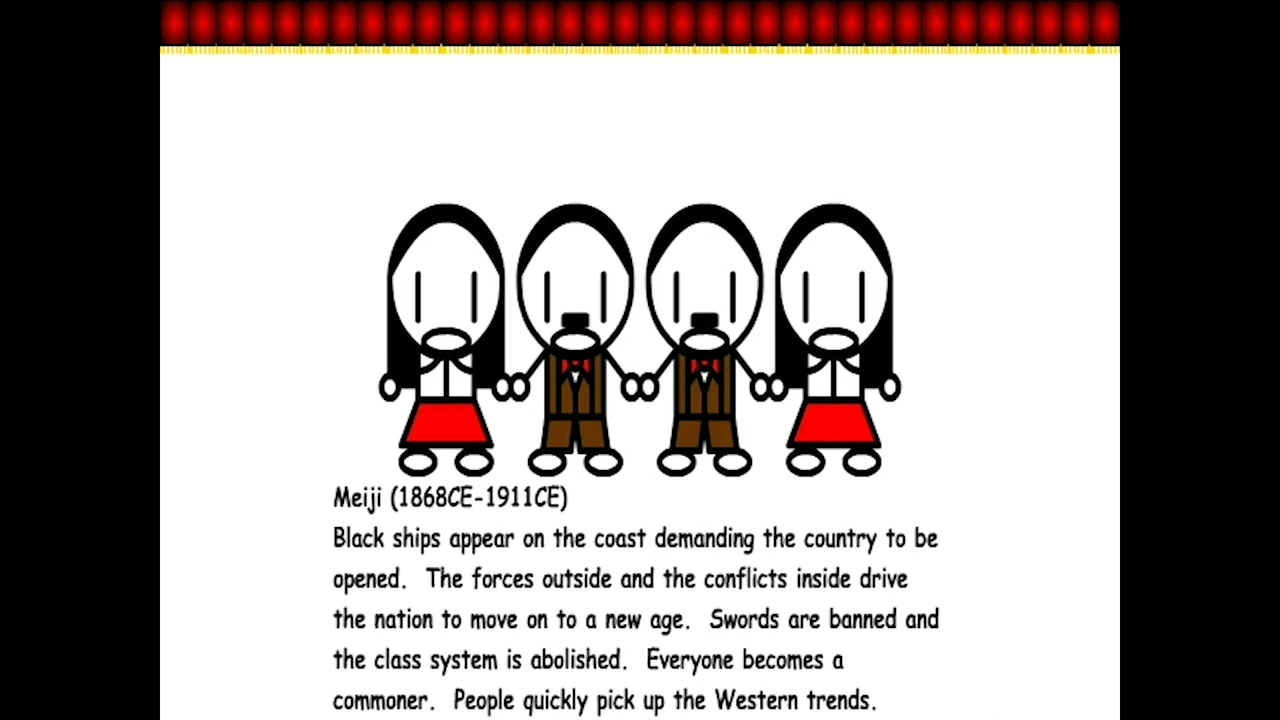 Meiji (1868CE-1911CE)
Black ships appear on the coast demanding the country to be
opened.  The forces outside and the conflicts inside drive
the nation to move on to a new age.  Swords are banned and
the class system is abolished.  Everyone becomes a
commoner.  People quickly pick up the Western trends.